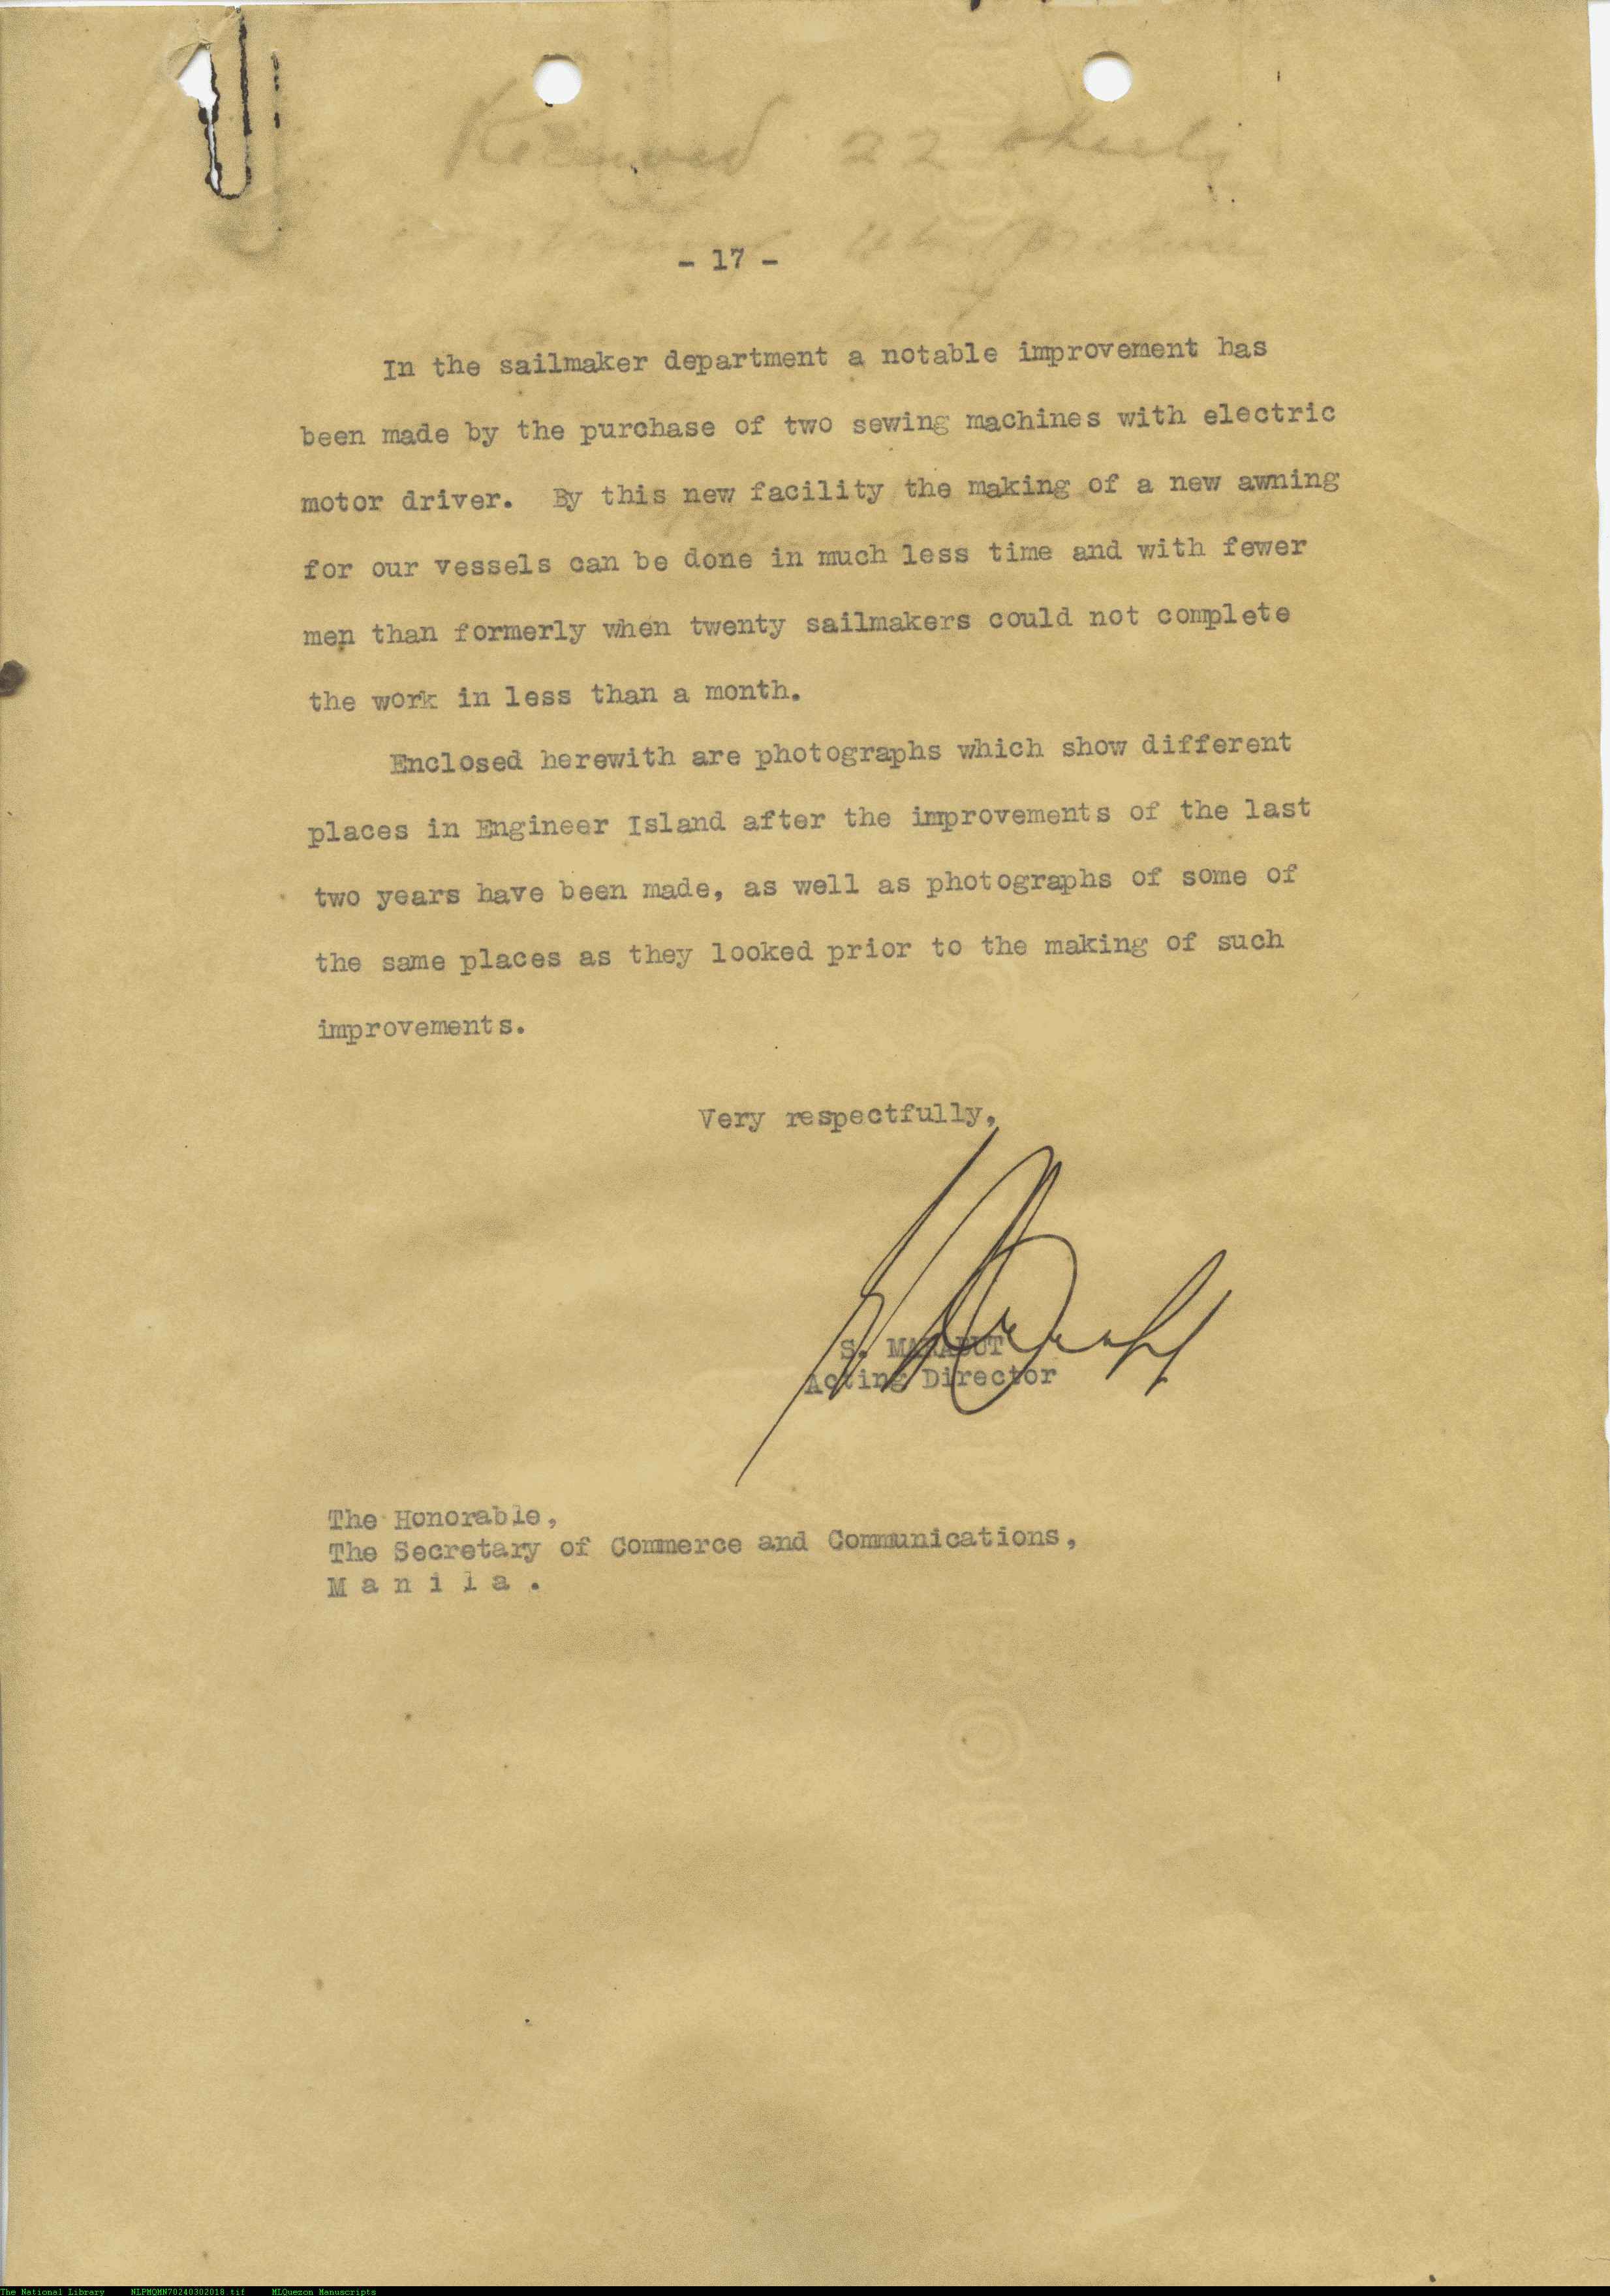 Received 22 sheets
- 17 -
In the sailmaker department a notable improvement has
been made by the purchase of two sewing machines with electric
motor driver. By this new facility the making of a new awning
for our vessels can be done in much less time and with fewer
men than formerly when twenty sailmakers could not complete
the work in less than a month.
Enclosed herewith are photographs which show different
places in Engineer Island after the improvements of the last
two years have been made, as well as photographs of some of
the same places as they looked prior to the making of such
improvements.
Very respectfully,
S. MARABUT
Acting Director
The Honorable,
The Secretary of Commerce and Communications,
M a n i l a .
The National Library NLPMQMN70240302018.tif MLQuezon Manuscripts